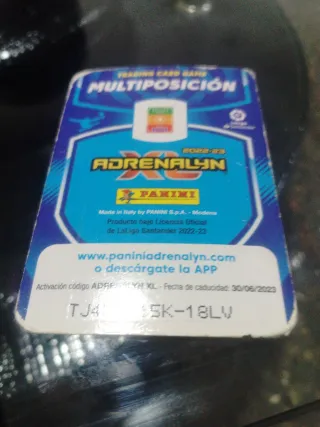 TRADING CARD GAME
MULTIPOSICIÓN
2022-23
ADRENALYN
XL
PANINI
Made in Italy by PANINI S.p.A. - Modena
Producto bajo Licencia Oficial
de LaLiga Santander 2022-23
www.paniniadrenalyn.com
o descárgate la APP
Activación código ADRENALYN XL - Fecha de caducidad: 30/06/2023
5K-18LV